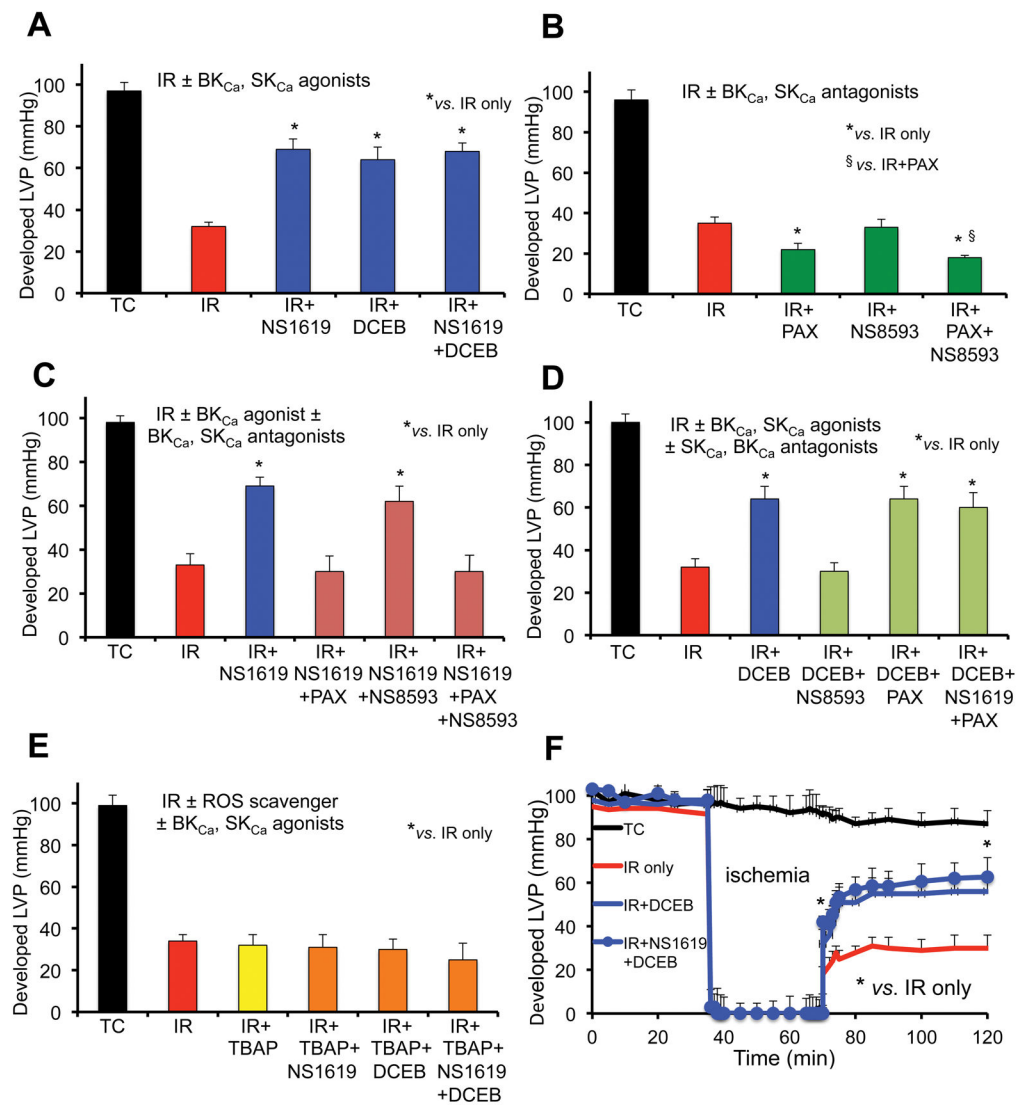 A
IR ± BKCa, SKCa agonists
*vs. IR only
Developed LVP (mmHg)
100
80
60
40
20
0
* * *
TC IR IR+ IR+ IR+
NS1619 DCEB NS1619
+DCEB
B
IR ± BKCa, SKCa antagonists
*vs. IR only
§ vs. IR+PAX
Developed LVP (mmHg)
100
80
60
40
20
0
* * §
TC IR IR+ IR+ IR+
PAX NS8593 PAX+
NS8593
C
IR ± BKCa agonist ±
BKCa, SKCa antagonists
*vs. IR only
Developed LVP (mmHg)
100
80
60
40
20
0
* *
TC IR IR+ IR+ IR+ IR+
NS1619 NS1619 NS1619 NS1619
+PAX +NS8593 +PAX
+NS8593
D
IR ± BKCa, SKCa agonists
± SKCa, BKCa antagonists
*vs. IR only
Developed LVP (mmHg)
100
80
60
40
20
0
* * *
TC IR IR+ IR+ IR+ IR+
DCEB DCEB+ DCEB+ DCEB+
NS8593 PAX NS1619
+PAX
E
IR ± ROS scavenger
± BKCa, SKCa agonists
*vs. IR only
Developed LVP (mmHg)
100
80
60
40
20
0
TC IR IR+ IR+ IR+ IR+
TBAP TBAP+ TBAP+ TBAP+
NS1619 DCEB NS1619
+DCEB
F
Developed LVP (mmHg)
100
80
60
40
20
0
TC
IR only
IR+DCEB
IR+NS1619
+DCEB
ischemia
*
*
* vs. IR only
0 20 40 60 80 100 120
Time (min)